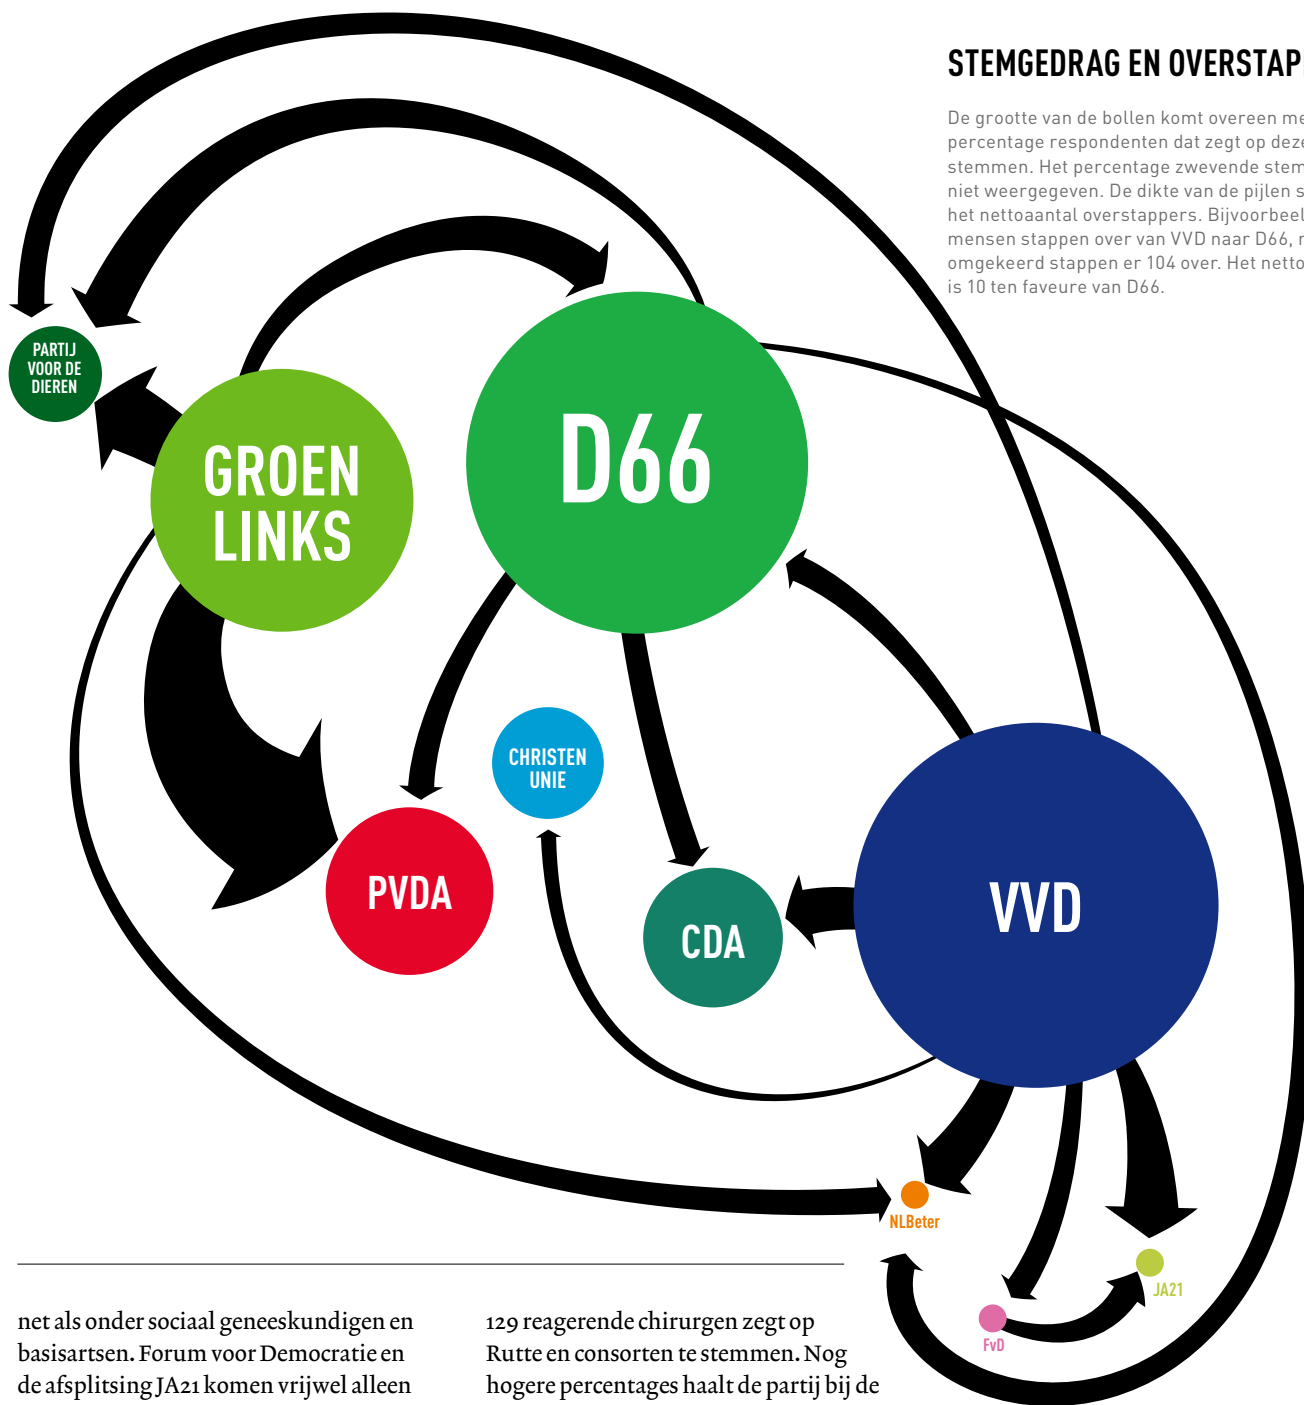 STEMGEDRAG EN OVERSTAP
De grootte van de bollen komt overeen me
percentage respondenten dat zegt op deze
stemmen. Het percentage zwevende stem
niet weergegeven. De dikte van de pijlen s
het nettoaantal overstappers. Bijvoorbeel
mensen stappen over van VVD naar D66,
omgekeerd stappen er 104 over. Het netto
is 10 ten faveure van D66.
PARTIJ
VOOR DE
DIEREN
GROEN
LINKS
D66
CHRISTEN
UNIE
PVDA
CDA
VVD
NLBeter
JA21
FvD
net als onder sociaal geneeskundigen en
basisartsen. Forum voor Democratie en
de afsplitsing JA21 komen vrijwel alleen
129 reagerende chirurgen zegt op
Rutte en consorten te stemmen. Nog
hogere percentages haalt de partij bij de